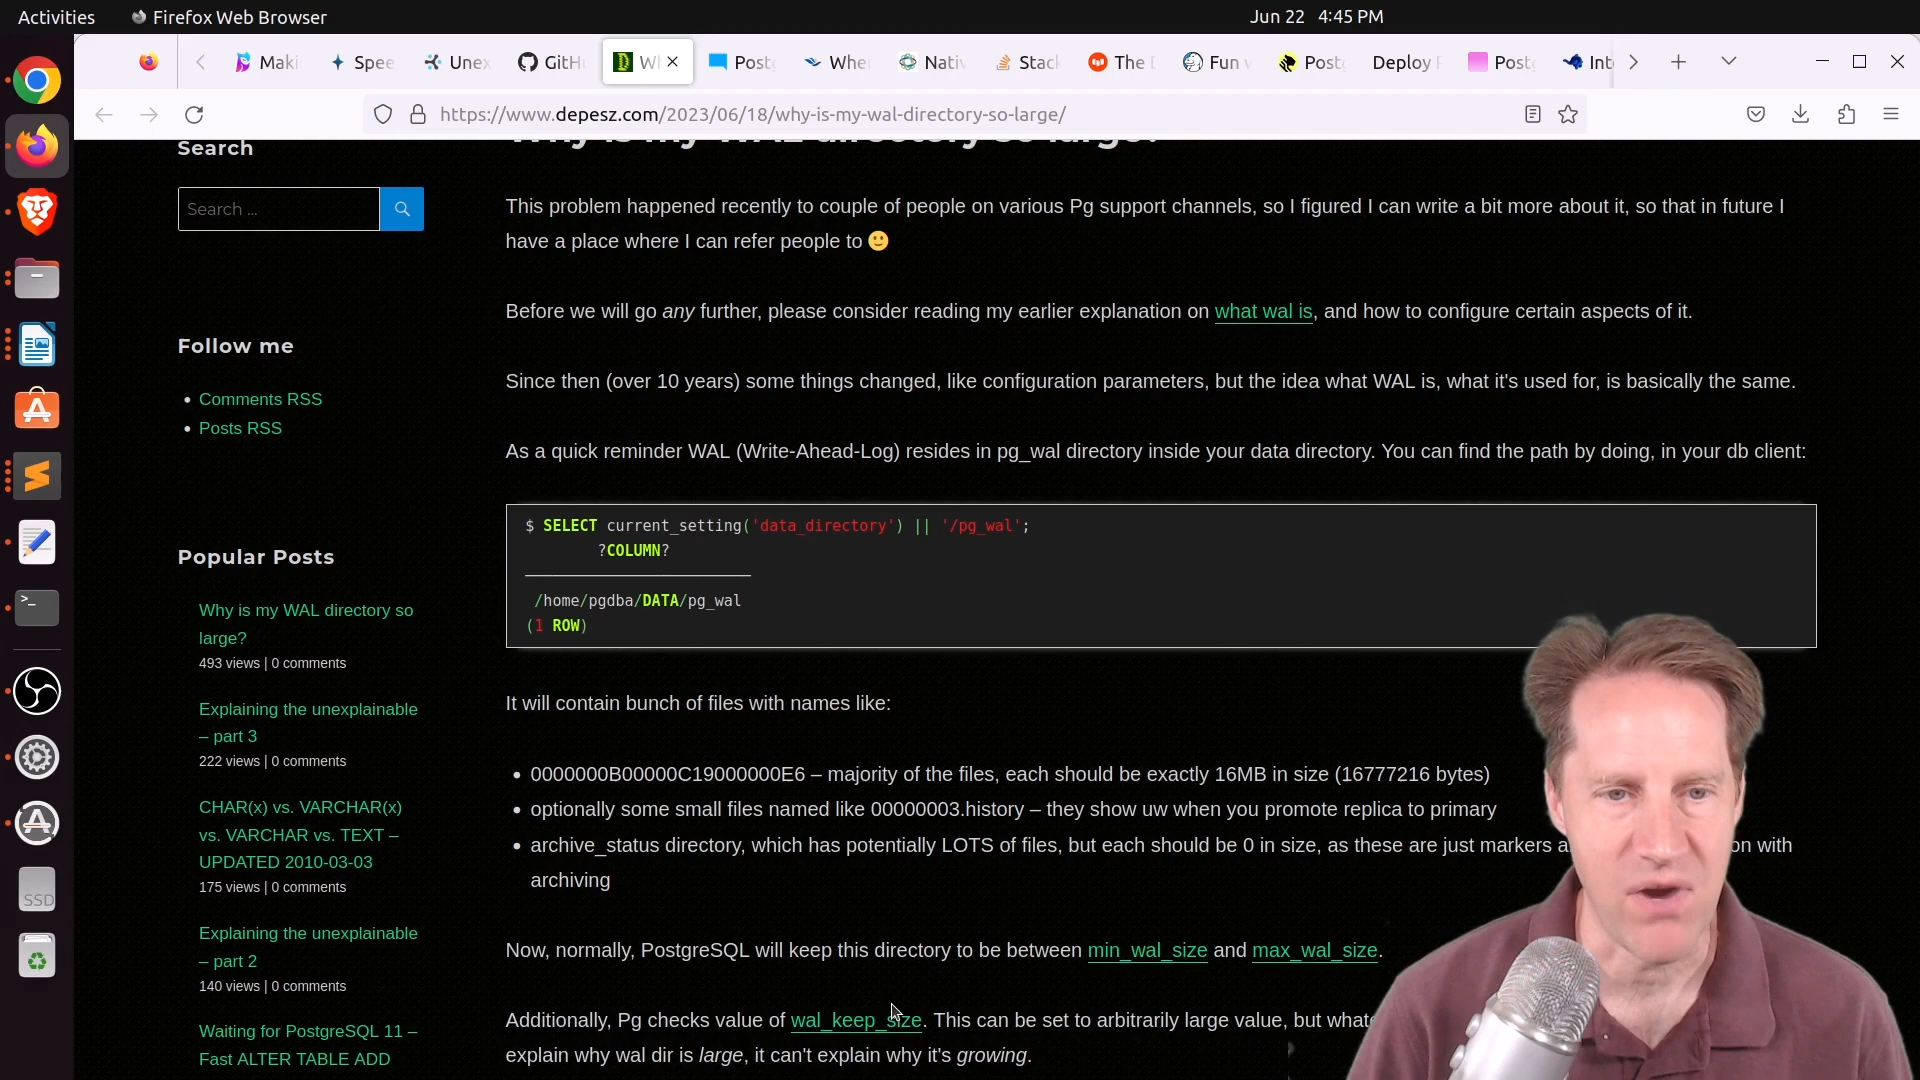 Activities
Firefox Web Browser
Jun 22 4:45 PM
Maki
Spee
Unex
GitHu
Wl
Postg
When
Nativ
Stack
The D
Fun w
Postg
Deploy F
Postg
Int
https://www.depesz.com/2023/06/18/why-is-my-wal-directory-so-large/
Search
Search ...
Follow me
Comments RSS
Posts RSS
Popular Posts
Why is my WAL directory so
large?
493 views | 0 comments
Explaining the unexplainable
– part 3
222 views | 0 comments
CHAR(x) vs. VARCHAR(x)
vs. VARCHAR vs. TEXT –
UPDATED 2010-03-03
175 views | 0 comments
Explaining the unexplainable
– part 2
140 views | 0 comments
Waiting for PostgreSQL 11 –
Fast ALTER TABLE ADD
Why is my WAL directory so large?
This problem happened recently to couple of people on various Pg support channels, so I figured I can write a bit more about it, so that in future I
have a place where I can refer people to 🙂
Before we will go any further, please consider reading my earlier explanation on what wal is, and how to configure certain aspects of it.
Since then (over 10 years) some things changed, like configuration parameters, but the idea what WAL is, what it's used for, is basically the same.
As a quick reminder WAL (Write-Ahead-Log) resides in pg_wal directory inside your data directory. You can find the path by doing, in your db client:
$ SELECT current_setting('data_directory') || '/pg_wal';
?COLUMN?
─────────────────────────
/home/pgdba/DATA/pg_wal
(1 ROW)
It will contain bunch of files with names like:
• 0000000B00000C19000000E6 – majority of the files, each should be exactly 16MB in size (16777216 bytes)
• optionally some small files named like 00000003.history – they show uw when you promote replica to primary
• archive_status directory, which has potentially LOTS of files, but each should be 0 in size, as these are just markers a on with
archiving
Now, normally, PostgreSQL will keep this directory to be between min_wal_size and max_wal_size.
Additionally, Pg checks value of wal_keep_size. This can be set to arbitrarily large value, but what
explain why wal dir is large, it can't explain why it's growing.
SSD